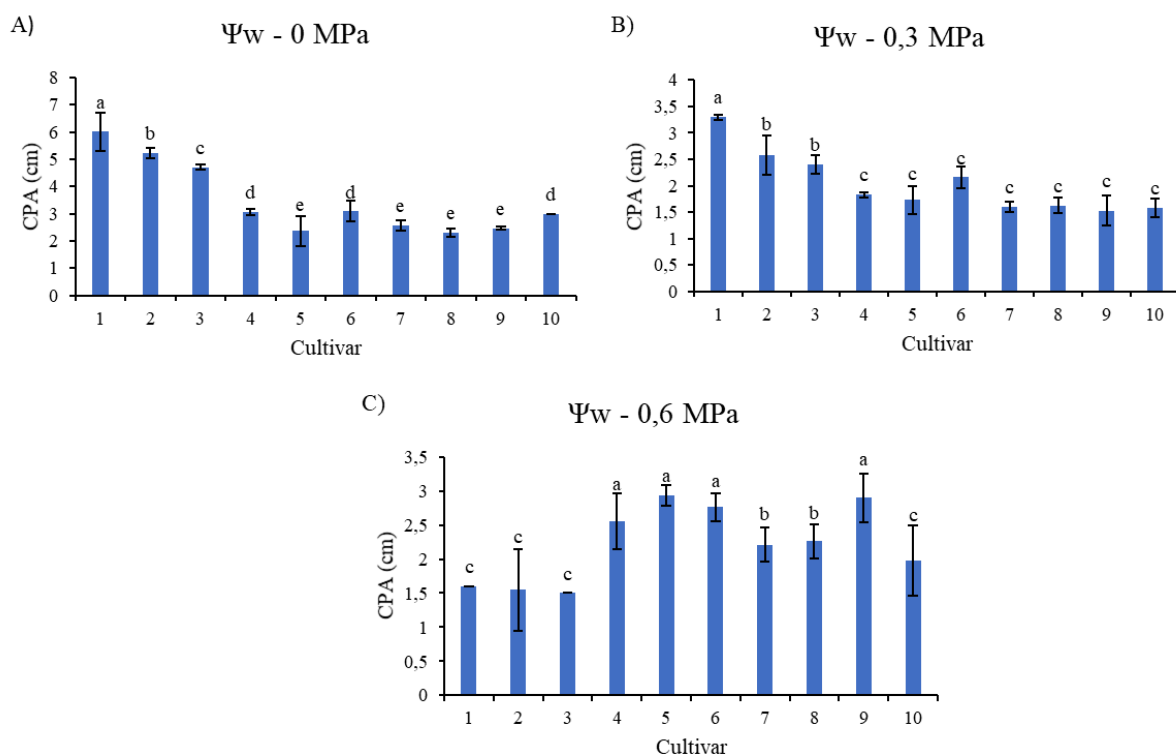 A)
Ψw - 0 MPa
CPA (cm)
8
7
6
5
4
3
2
1
0
a
b
c
d
e
d
e
e
e
d
1 2 3 4 5 6 7 8 9 10
Cultivar
B)
Ψw - 0,3 MPa
CPA (cm)
4
3,5
3
2,5
2
1,5
1
0,5
0
a
b
b
c
c
c
c
c
c
c
1 2 3 4 5 6 7 8 9 10
Cultivar
C)
Ψw - 0,6 MPa
CPA (cm)
3,5
3
2,5
2
1,5
1
0,5
0
c
c
c
a
a
a
b
b
a
c
1 2 3 4 5 6 7 8 9 10
Cultivar